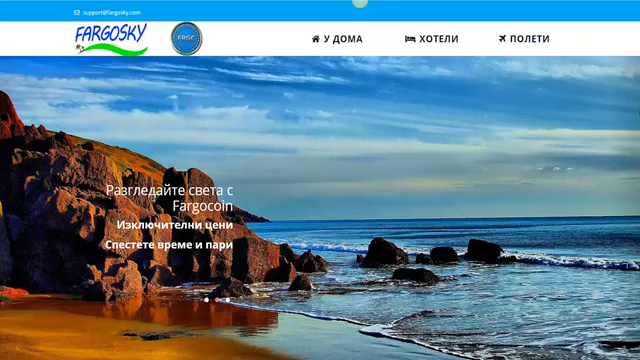 support@fargosky.com
FARGOSKY
FRGC
У ДОМА
ХОТЕЛИ
ПОЛЕТИ
Разгледайте света с
Fargocoin
Изключителни цени
Спестете време и пари